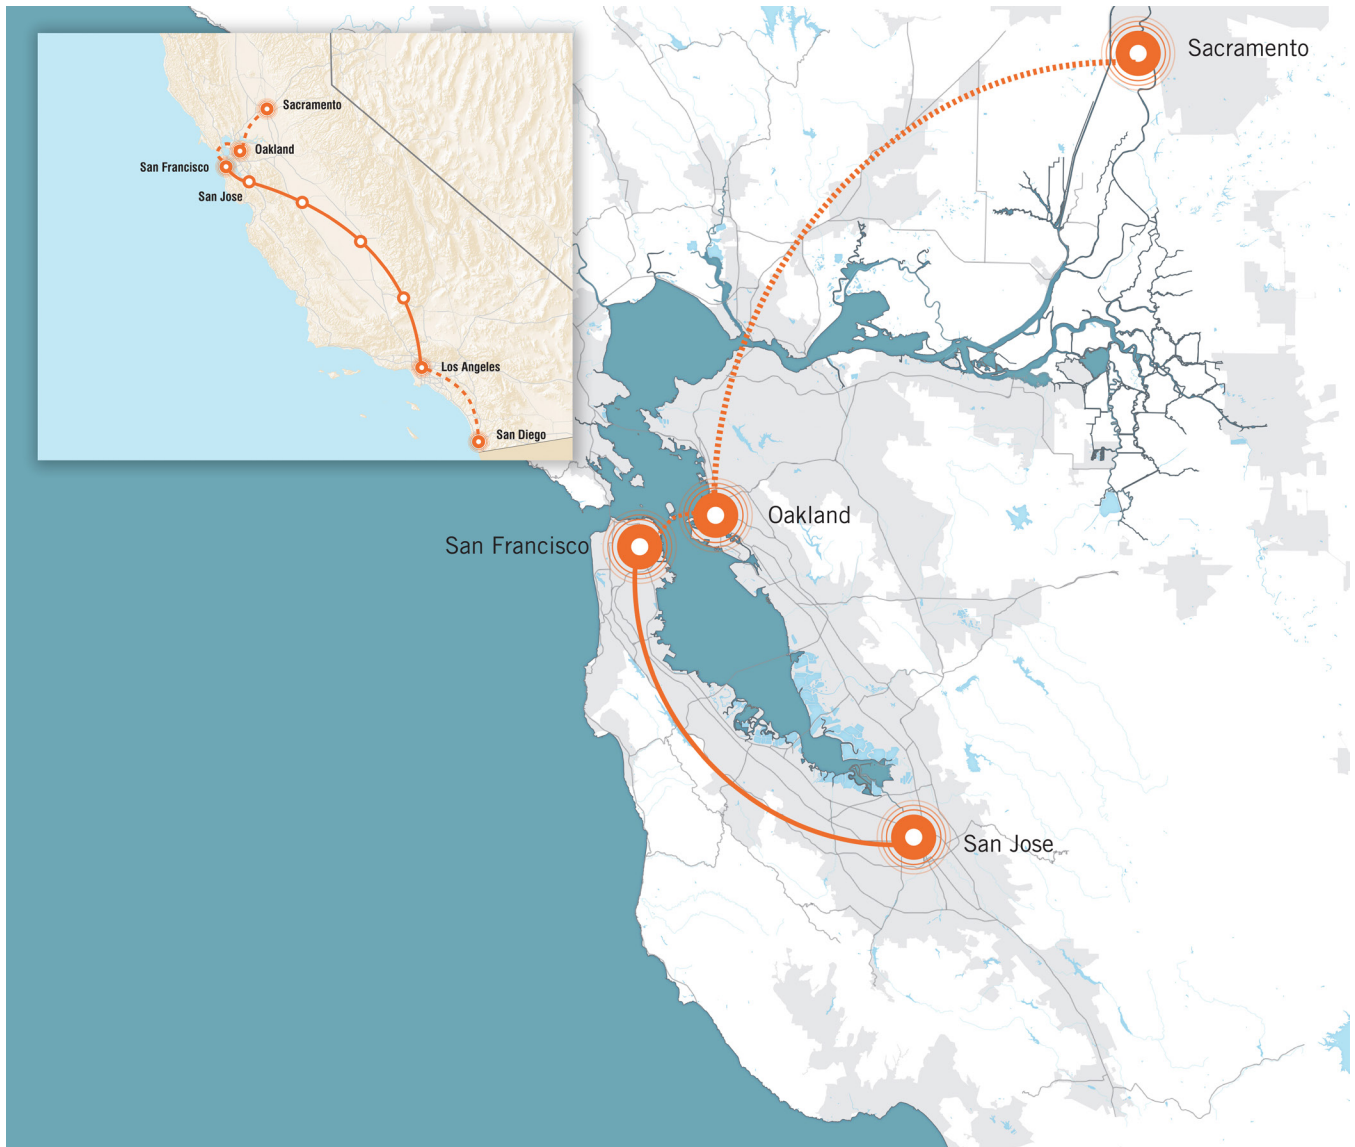 Sacramento
Sacramento
Oakland
San Francisco
San Jose
Los Angeles
San Diego
Oakland
San Francisco
San Jose